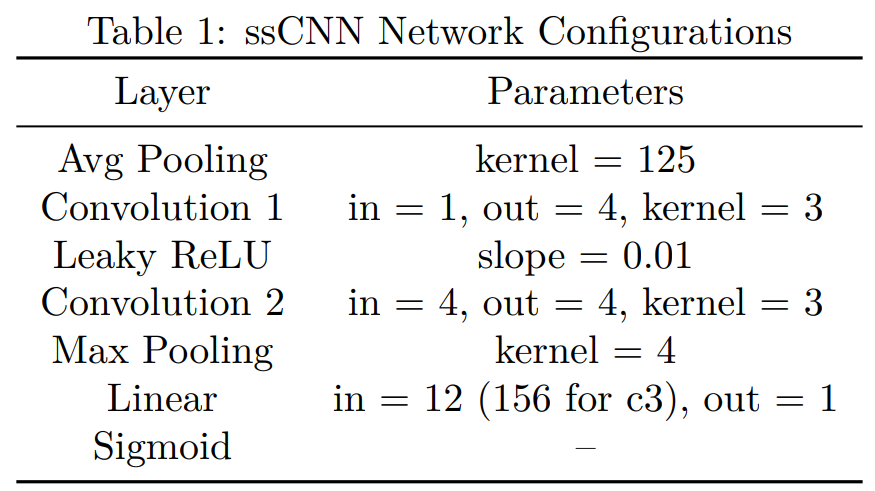 Table 1: ssCNN Network Configurations
Layer Parameters
Avg Pooling kernel = 125
Convolution 1 in = 1, out = 4, kernel = 3
Leaky ReLU slope = 0.01
Convolution 2 in = 4, out = 4, kernel = 3
Max Pooling kernel = 4
Linear in = 12 (156 for c3), out = 1
Sigmoid –